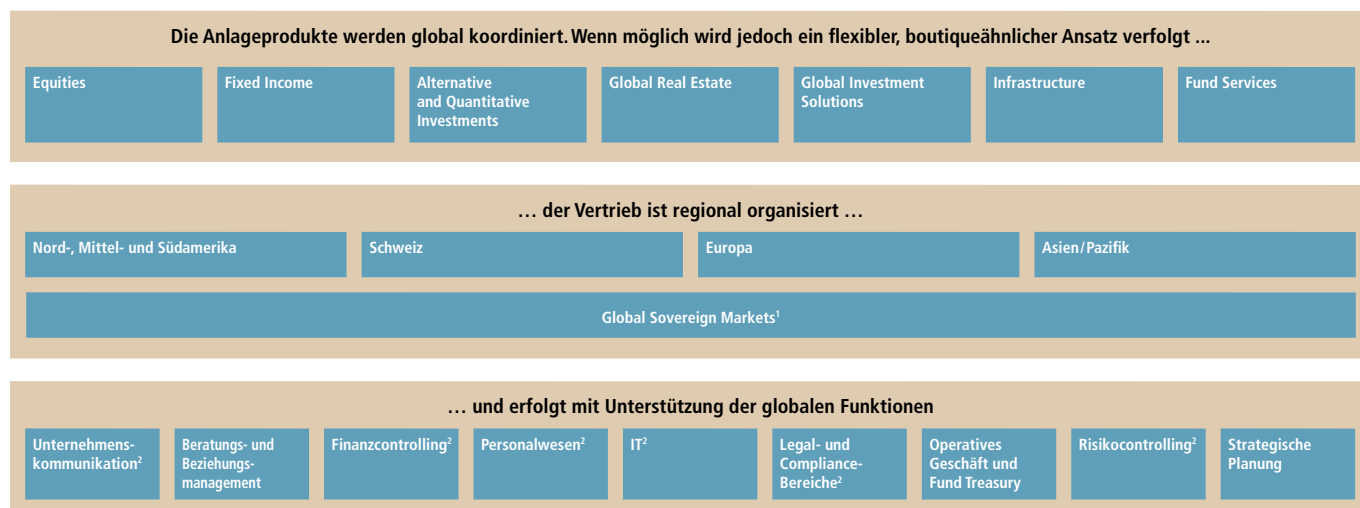 Die Anlageprodukte werden global koordiniert. Wenn möglich wird jedoch ein flexibler, boutiqueähnlicher Ansatz verfolgt ...
Equities
Fixed Income
Alternative
and Quantitative
Investments
Global Real Estate
Global Investment
Solutions
Infrastructure
Fund Services
... der Vertrieb ist regional organisiert ...
Nord-, Mittel- und Südamerika
Schweiz
Europa
Asien/Pazifik
Global Sovereign Markets¹
... und erfolgt mit Unterstützung der globalen Funktionen
Unternehmens-
kommunikation²
Beratungs- und
Beziehungs-
management
Finanzcontrolling²
Personalwesen²
IT²
Legal- und
Compliance-
Bereiche²
Operatives
Geschäft und
Fund Treasury
Risikocontrolling²
Strategische
Planung